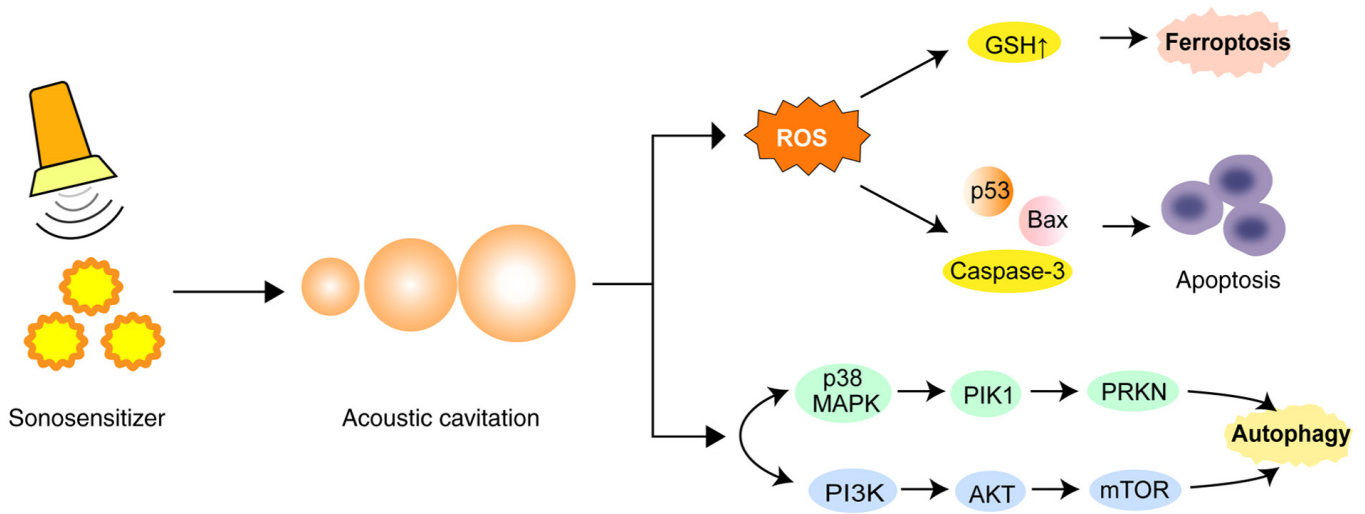 GSH↑
Ferroptosis
ROS
p53
Bax
Caspase-3
Apoptosis
Sonosensitizer
Acoustic cavitation
p38
MAPK
PIK1
PRKN
Autophagy
PI3K
AKT
mTOR